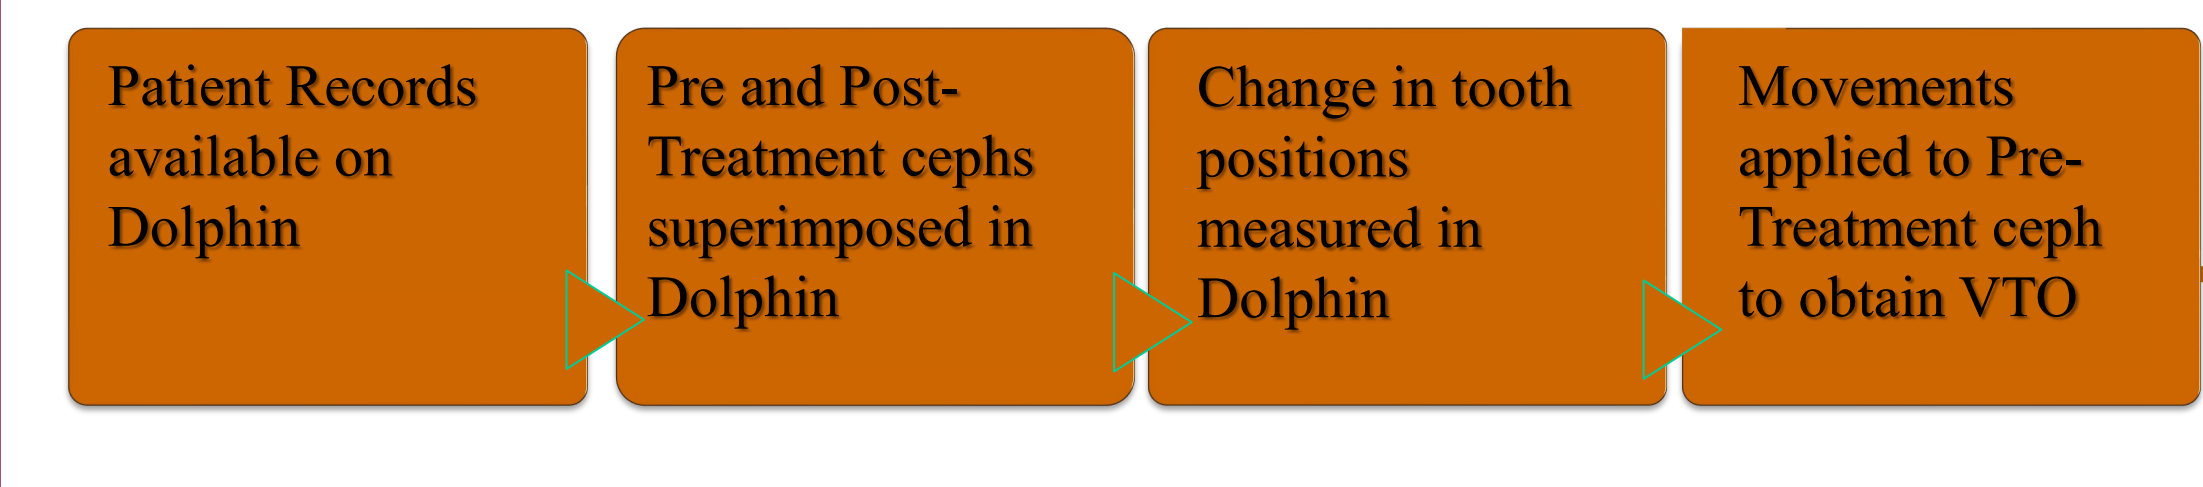 Patient Records
available on
Dolphin
Pre and Post-
Treatment cephs
superimposed in
Dolphin
Change in tooth
positions
measured in
Dolphin
Movements
applied to Pre-
Treatment ceph
to obtain VTO